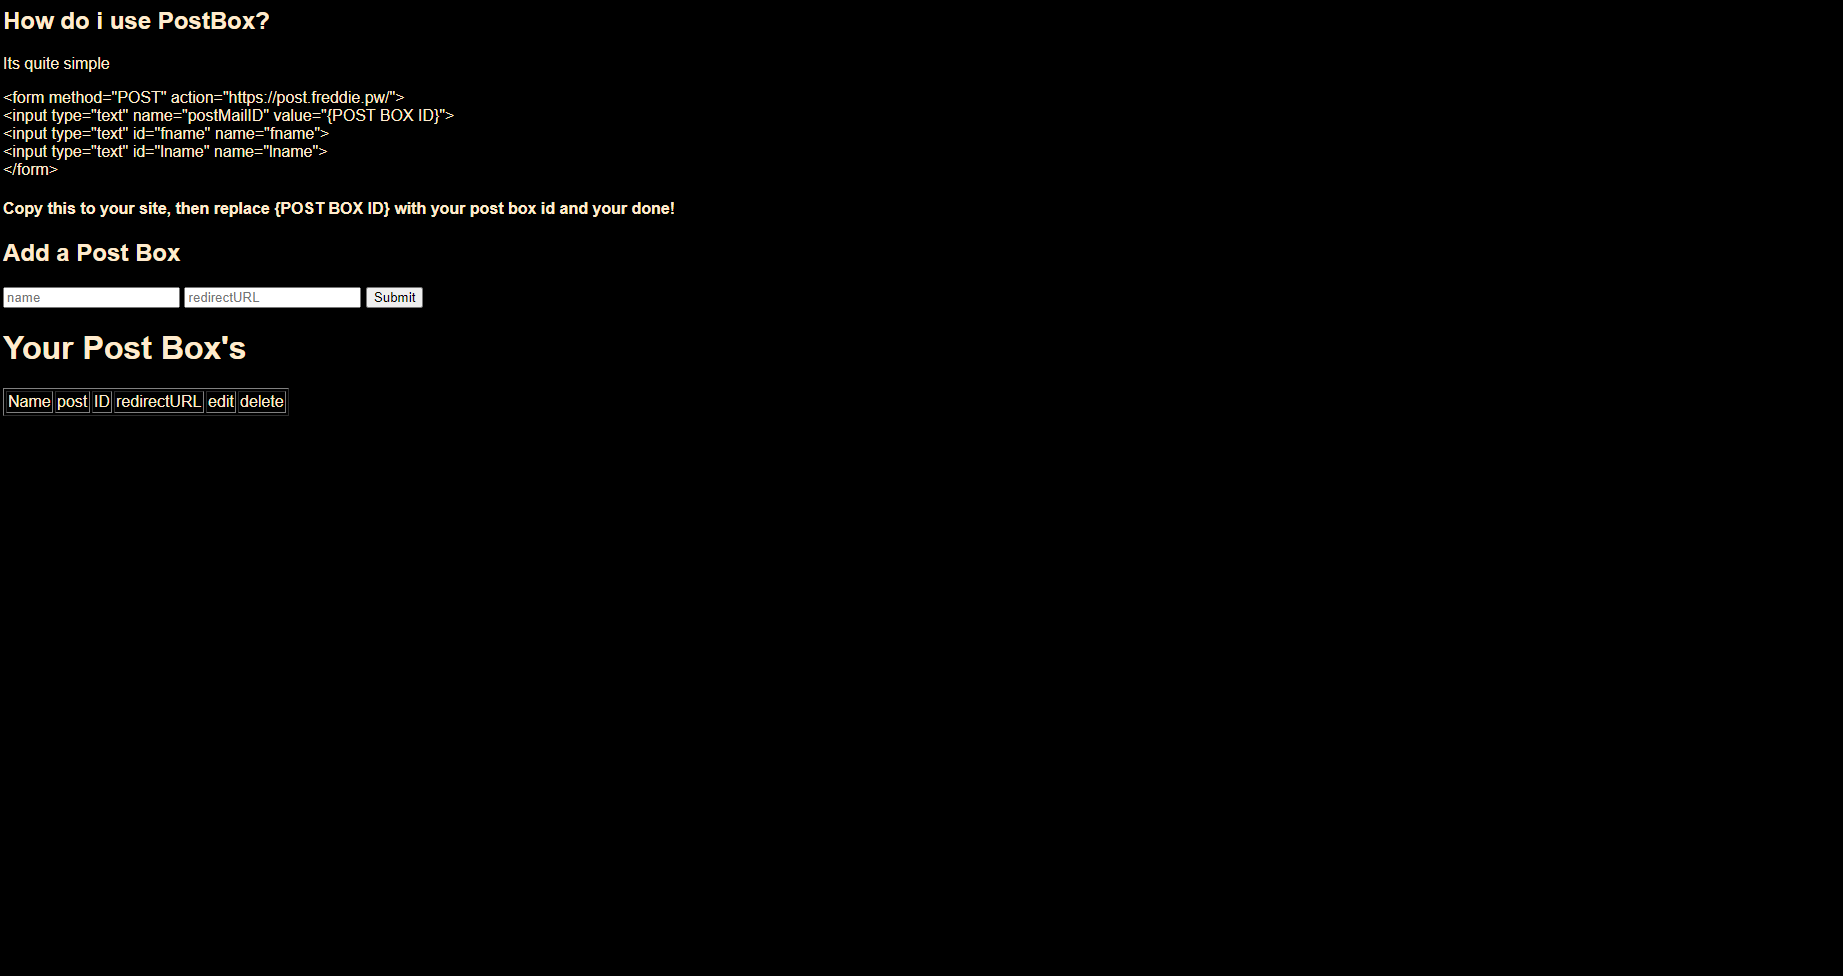 How do i use PostBox?
Its quite simple
<form method="POST" action="https://post.freddie.pw/">
<input type="text" name="postMailID" value="{POST BOX ID}">
<input type="text" id="fname" name="fname">
<input type="text" id="lname" name="lname">
</form>
Copy this to your site, then replace {POST BOX ID} with your post box id and your done!
Add a Post Box
name redirectURL Submit
Your Post Box's
Name post ID redirectURL edit delete